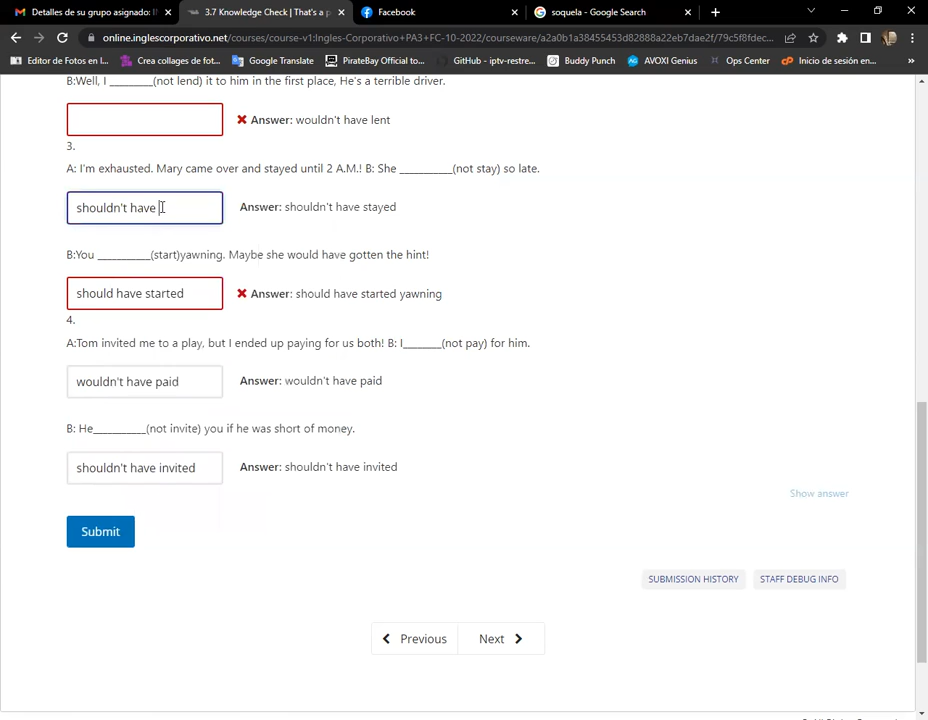 Detalles de su grupo asignado: I
3.7 Knowledge Check | That's a p
Facebook
soquela - Google Search
online.inglescorporativo.net/courses/course-v1:Ingles-Corporativo+PA3+FC-10-2022/courseware/a2a0b1a38455453d82888a22eb7dae2f/79c5f8fdec...
Editor de Fotos en l...
Crea collages de fot...
Google Translate
PirateBay Official to...
GitHub - iptv-restre...
Buddy Punch
AVOXI Genius
Ops Center
Inicio de sesión en...
B:Well, I _________(not lend) it to him in the first place, He's a terrible driver.
Answer: wouldn't have lent
3.
A: I'm exhausted. Mary came over and stayed until 2 A.M.! B: She ___________(not stay) so late.
shouldn't have
Answer: shouldn't have stayed
B:You ___________(start)yawning. Maybe she would have gotten the hint!
should have started
Answer: should have started yawning
4.
A:Tom invited me to a play, but I ended up paying for us both! B: I________(not pay) for him.
wouldn't have paid
Answer: wouldn't have paid
B: He___________(not invite) you if he was short of money.
shouldn't have invited
Answer: shouldn't have invited
Show answer
Submit
SUBMISSION HISTORY
STAFF DEBUG INFO
Previous
Next